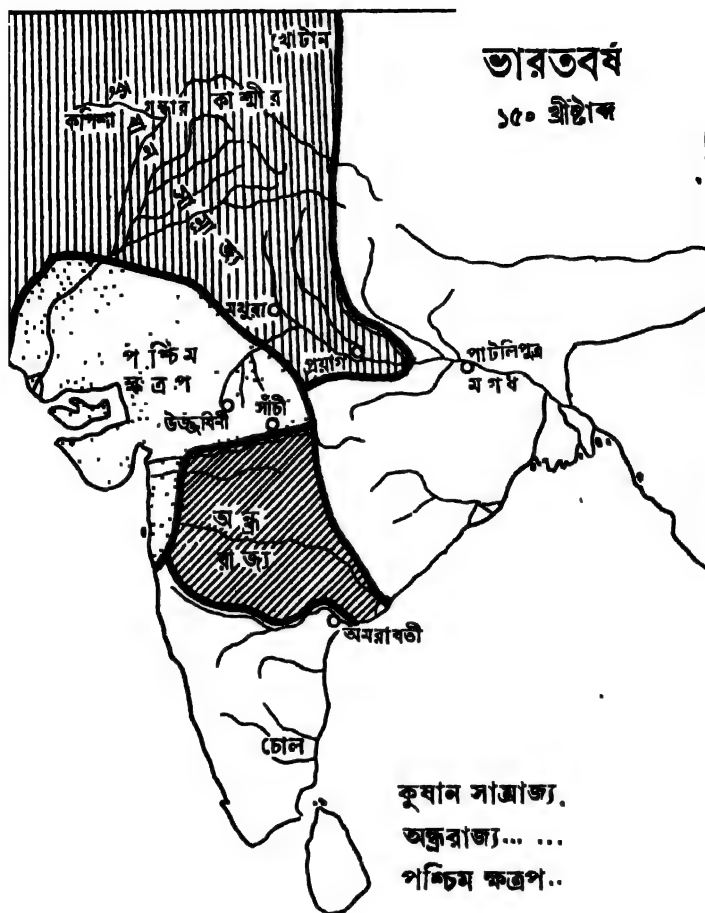 খোটান
ভারতবর্ষ
১৫০ খ্রীষ্টাব্দ
কপিশা গন্ধার কাশ্মীর
কুষাণ সাম্রাজ্য
মথুরা
প্রয়াগ
পাটলিপুত্র
মগধ
পশ্চিম
ক্ষত্রপ
উজ্জয়িনী
সাঁচী
অন্ধ্র
রাজ্য
অমরাবতী
চোল
কুষান সাম্রাজ্য.
অন্ধ্ররাজ্য... ...
পশ্চিম ক্ষত্রপ..